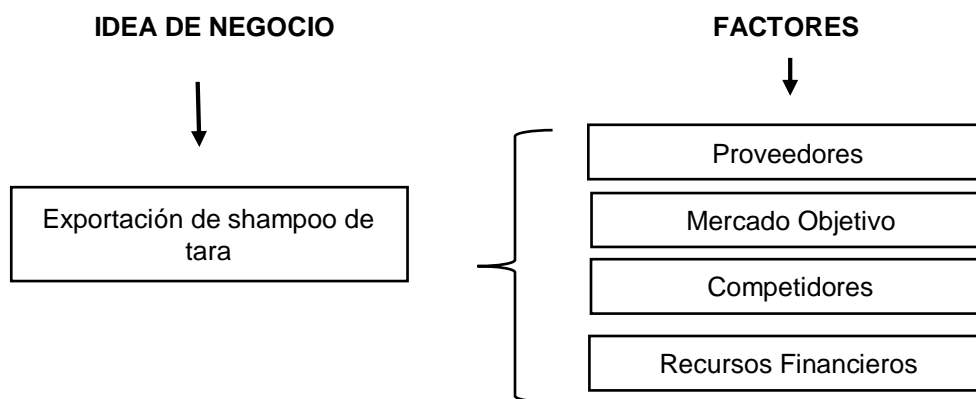 IDEA DE NEGOCIO
FACTORES
Exportación de shampoo de
tara
Proveedores
Mercado Objetivo
Competidores
Recursos Financieros